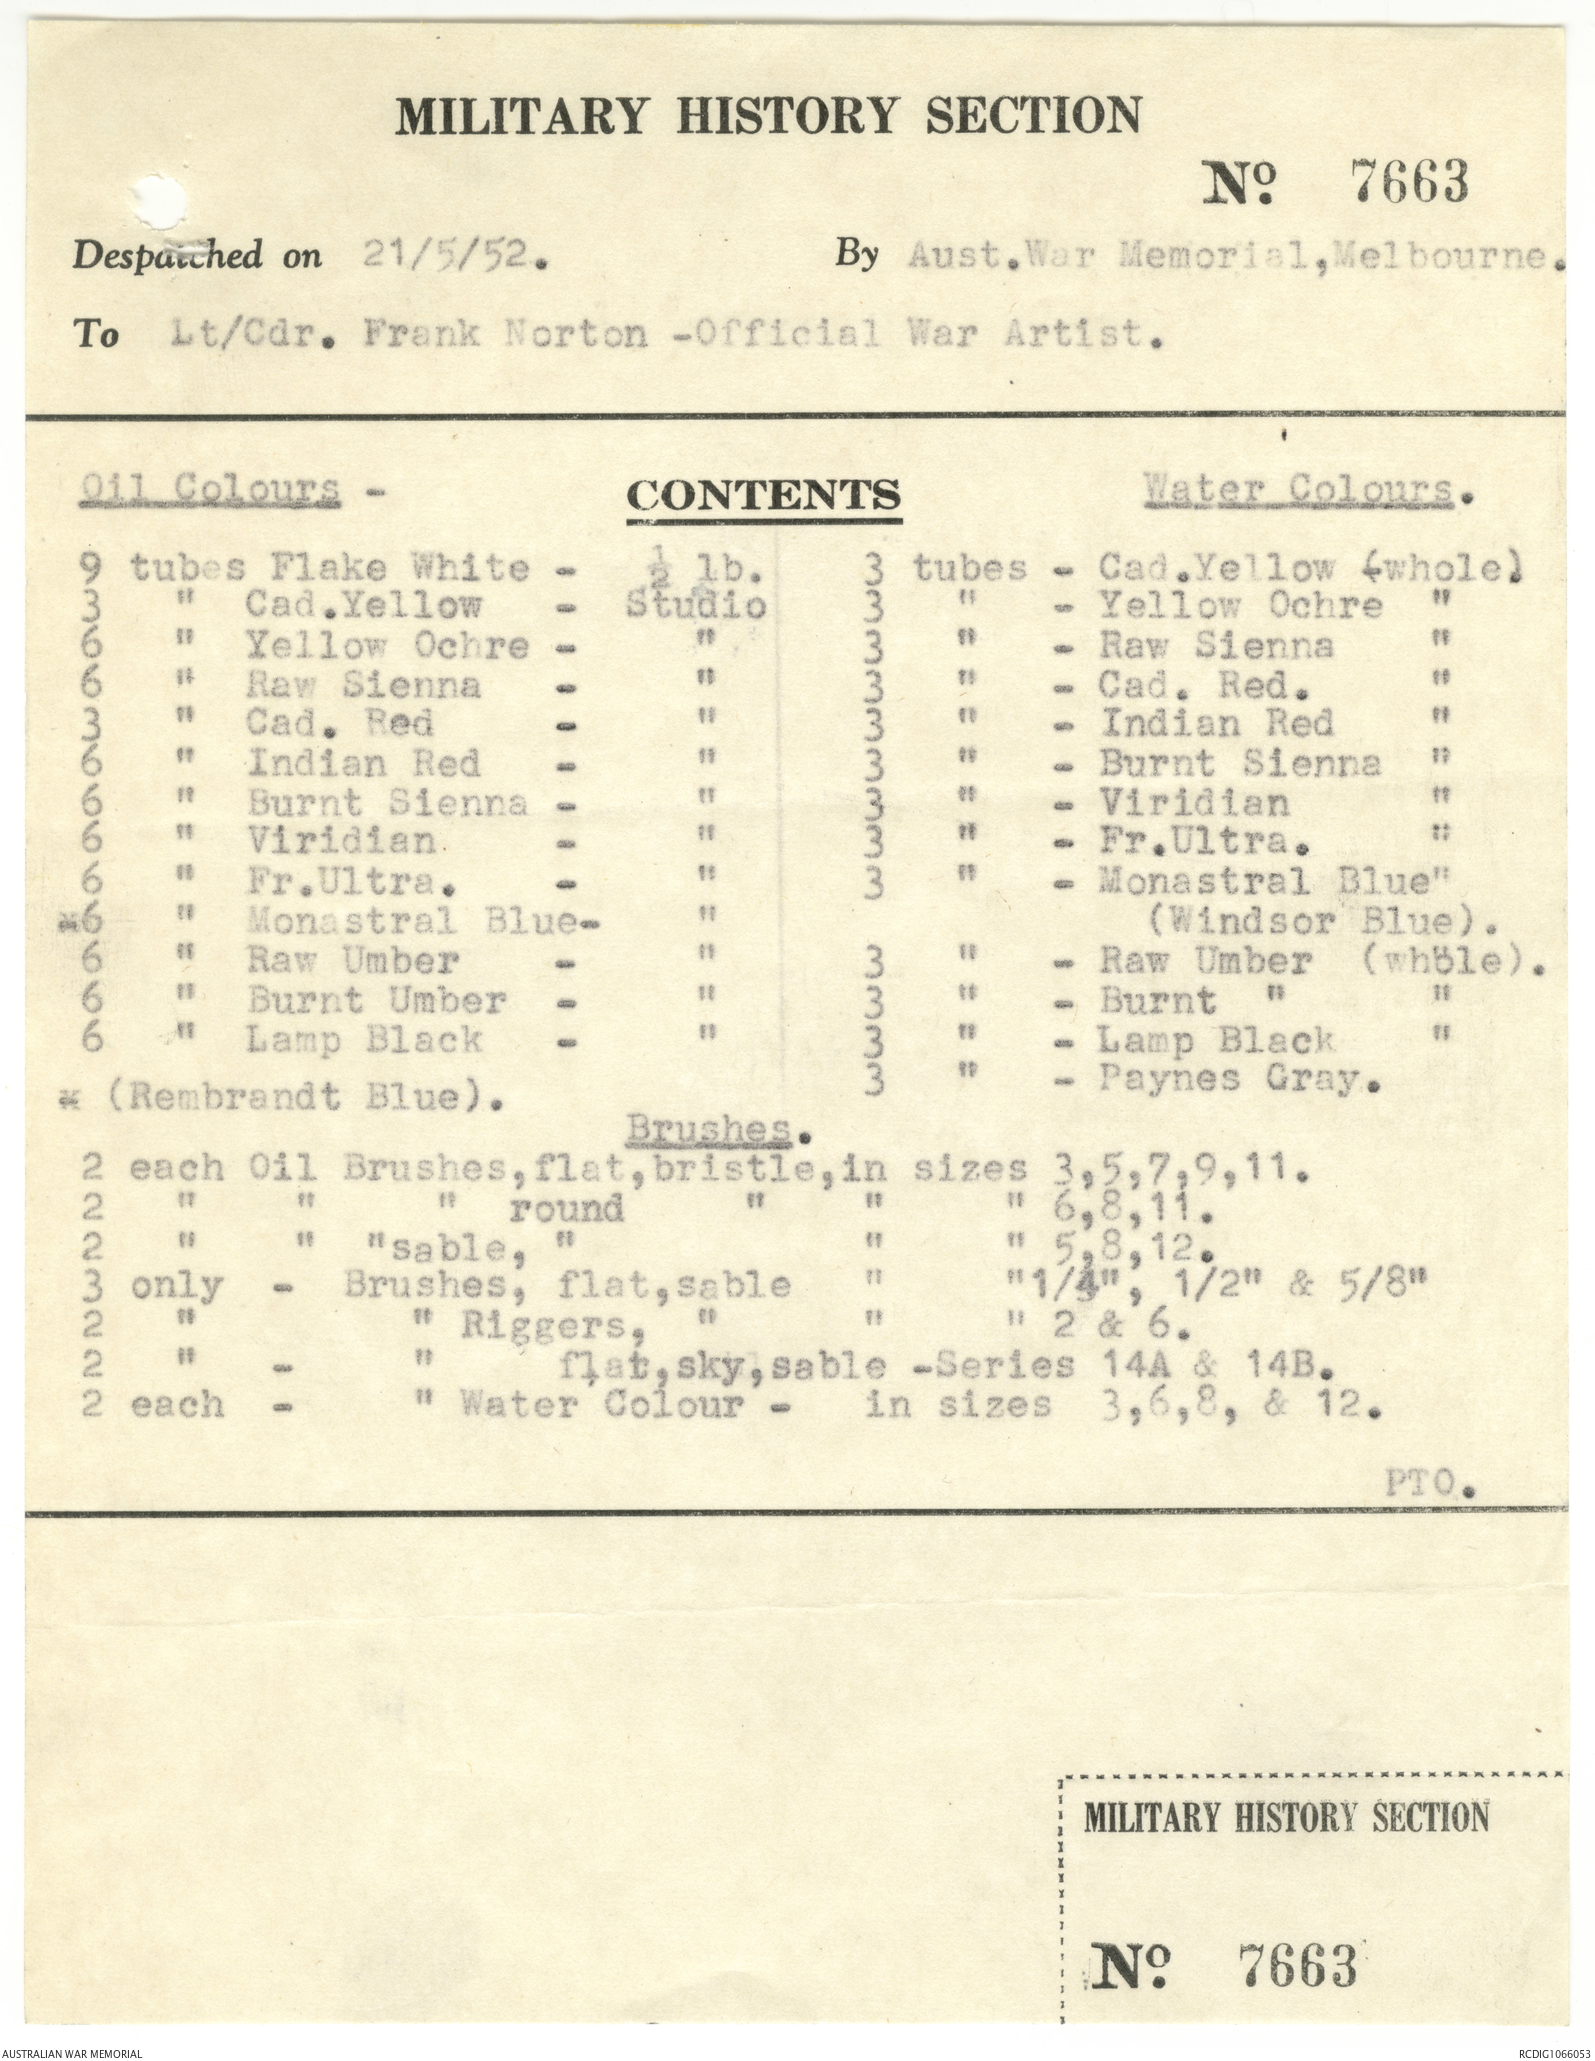 MILITARY HISTORY SECTION
No. 7663
Despatched on 21/5/52. By Aust.War Memorial,Melbourne.
To Lt/Cdr. Frank Norton -Official War Artist.
Oil Colours - CONTENTS Water Colours.
9 tubes Flake White - ½ lb. 3 tubes - Cad.Yellow (whole)
3 " Cad.Yellow - Studio 3 " - Yellow Ochre "
6 " Yellow Ochre - " 3 " - Raw Sienna "
6 " Raw Sienna - " 3 " - Cad. Red. "
3 " Cad. Red - " 3 " - Indian Red "
6 " Indian Red - " 3 " - Burnt Sienna "
6 " Burnt Sienna - " 3 " - Viridian "
6 " Viridian - " 3 " - Fr.Ultra. "
6 " Fr.Ultra. - " 3 " - Monastral Blue"
*6 " Monastral Blue- " (Windsor Blue).
6 " Raw Umber - " 3 " - Raw Umber (whole).
6 " Burnt Umber - " 3 " - Burnt " "
6 " Lamp Black - " 3 " - Lamp Black "
3 " - Paynes Gray.
* (Rembrandt Blue).
Brushes.
2 each Oil Brushes,flat,bristle,in sizes 3,5,7,9,11.
2 " " " round " " " 6,8,11.
2 " " "sable, " " " 5,8,12.
3 only - Brushes, flat,sable " "1/4", 1/2" & 5/8"
2 " " Riggers, " " " 2 & 6.
2 " - " flat,sky,sable -Series 14A & 14B.
2 each - " Water Colour - in sizes 3,6,8, & 12.
PTO.
MILITARY HISTORY SECTION
No. 7663
AUSTRALIAN WAR MEMORIAL RCDIG1066053